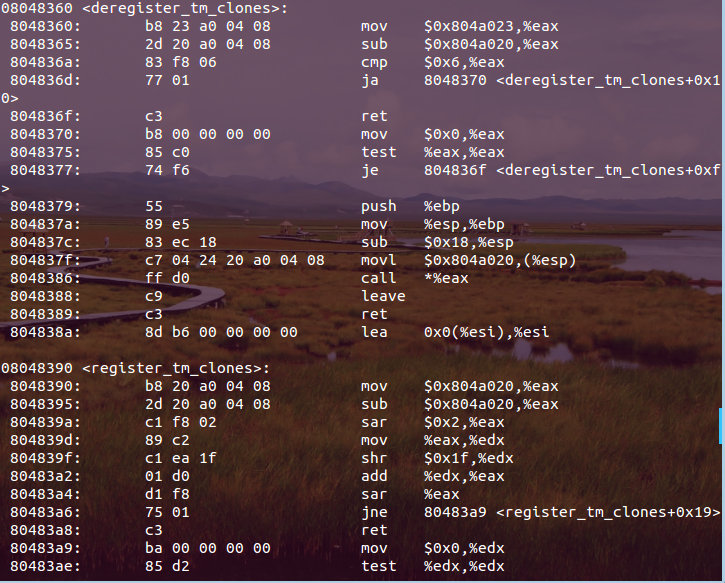 08048360 <deregister_tm_clones>:
 8048360:	b8 23 a0 04 08       	mov    $0x804a023,%eax
 8048365:	2d 20 a0 04 08       	sub    $0x804a020,%eax
 804836a:	83 f8 06             	cmp    $0x6,%eax
 804836d:	77 01                	ja     8048370 <deregister_tm_clones+0x1
0>
 804836f:	c3                   	ret
 8048370:	b8 00 00 00 00       	mov    $0x0,%eax
 8048375:	85 c0                	test   %eax,%eax
 8048377:	74 f6                	je     804836f <deregister_tm_clones+0xf
>
 8048379:	55                   	push   %ebp
 804837a:	89 e5                	mov    %esp,%ebp
 804837c:	83 ec 18             	sub    $0x18,%esp
 804837f:	c7 04 24 20 a0 04 08 	movl   $0x804a020,(%esp)
 8048386:	ff d0                	call   *%eax
 8048388:	c9                   	leave
 8048389:	c3                   	ret
 804838a:	8d b6 00 00 00 00    	lea    0x0(%esi),%esi
08048390 <register_tm_clones>:
 8048390:	b8 20 a0 04 08       	mov    $0x804a020,%eax
 8048395:	2d 20 a0 04 08       	sub    $0x804a020,%eax
 804839a:	c1 f8 02             	sar    $0x2,%eax
 804839d:	89 c2                	mov    %eax,%edx
 804839f:	c1 ea 1f             	shr    $0x1f,%edx
 80483a2:	01 d0                	add    %edx,%eax
 80483a4:	d1 f8                	sar    %eax
 80483a6:	75 01                	jne    80483a9 <register_tm_clones+0x19>
 80483a8:	c3                   	ret
 80483a9:	ba 00 00 00 00       	mov    $0x0,%edx
 80483ae:	85 d2                	test   %edx,%edx